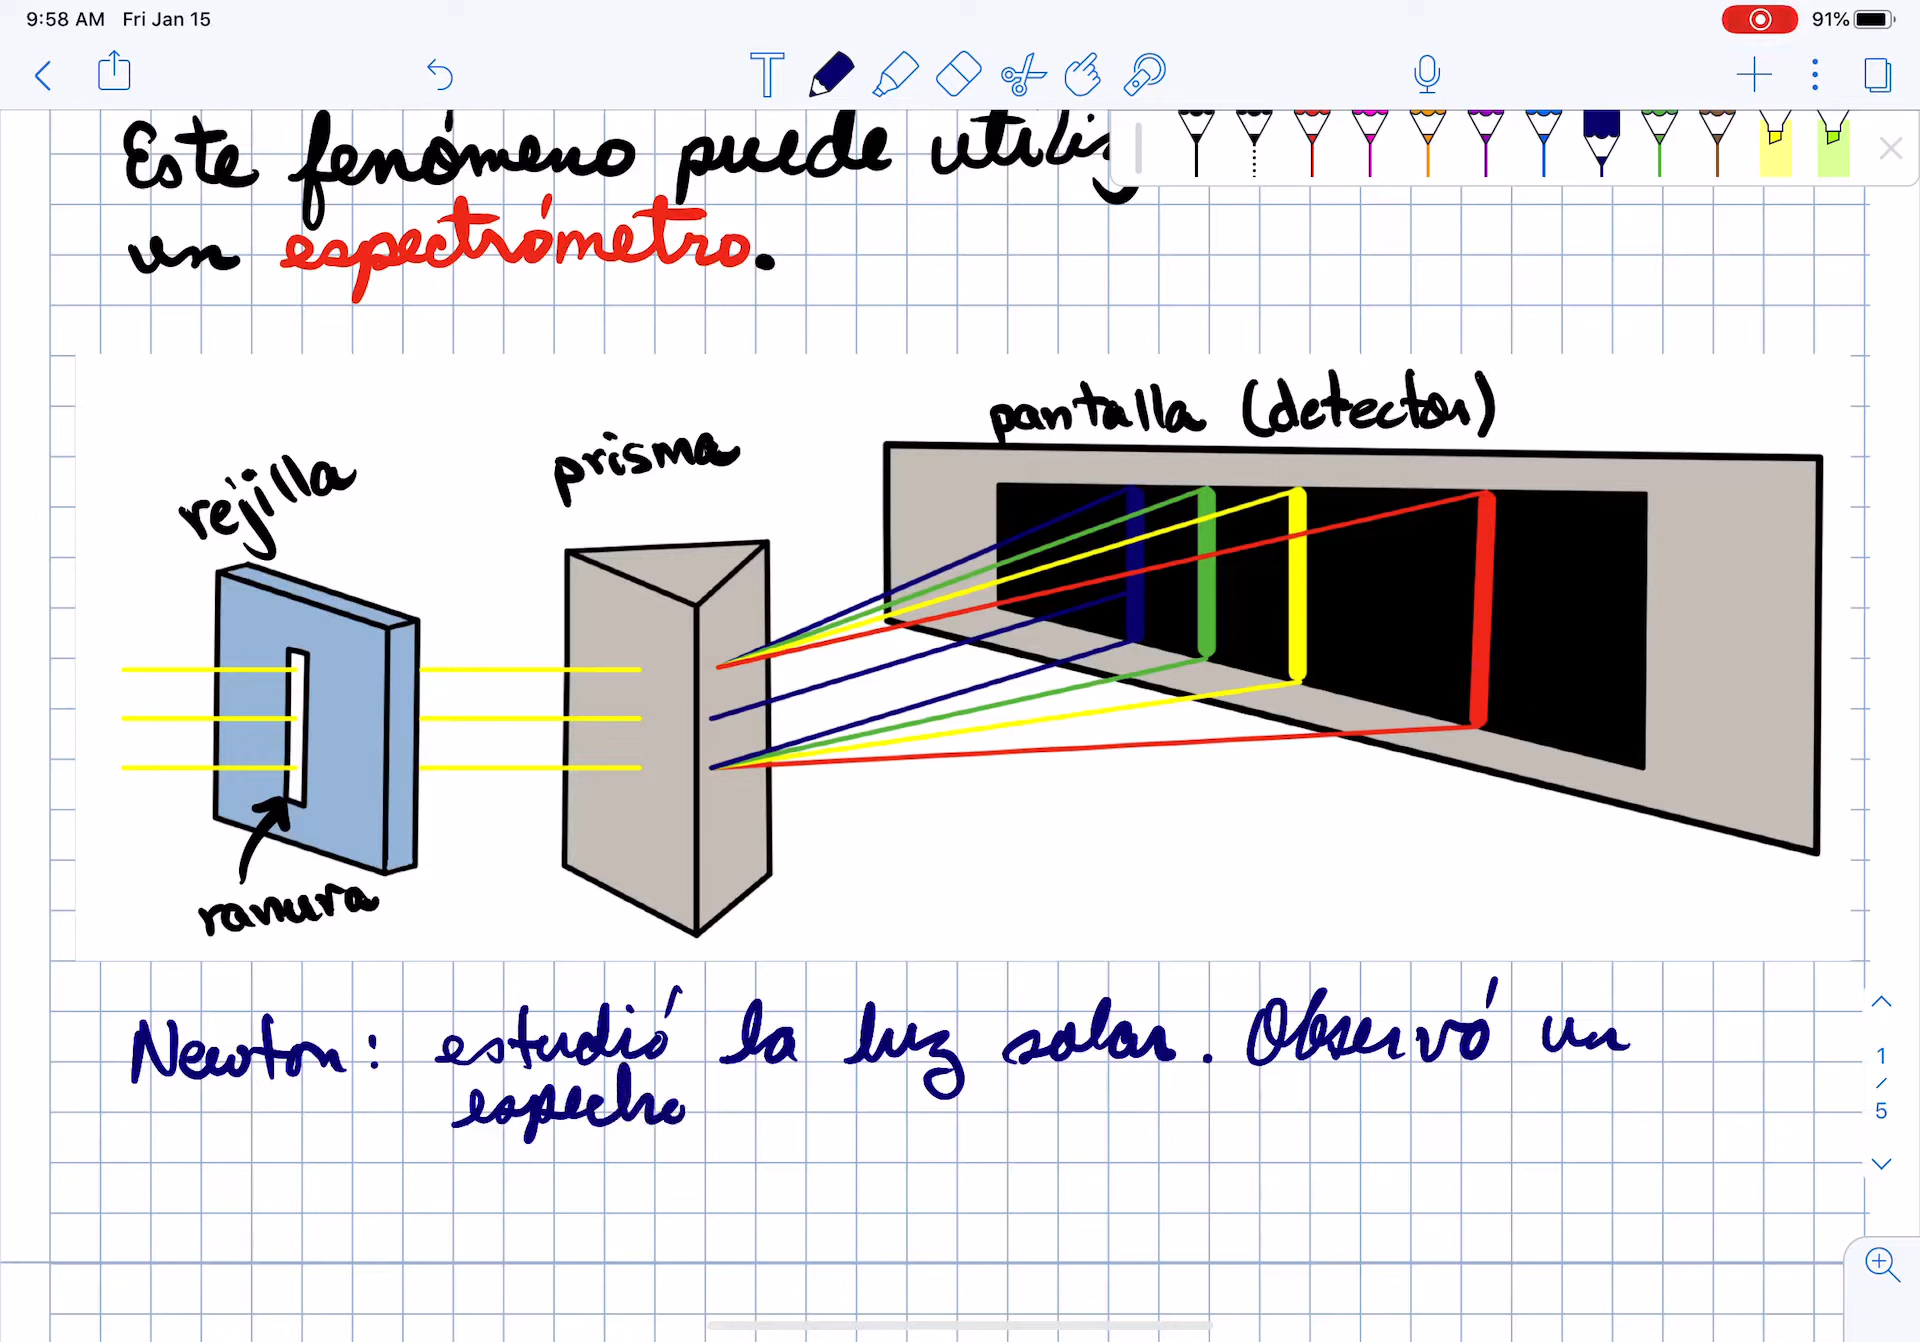 9:58 AM Fri Jan 15
91%
T
Este fenómeno puede
un espectrómetro.
pantalla (detector)
prisma
rejilla
ranura
Newton: estudió la luz solar. Observó un
espectro
1
/
5